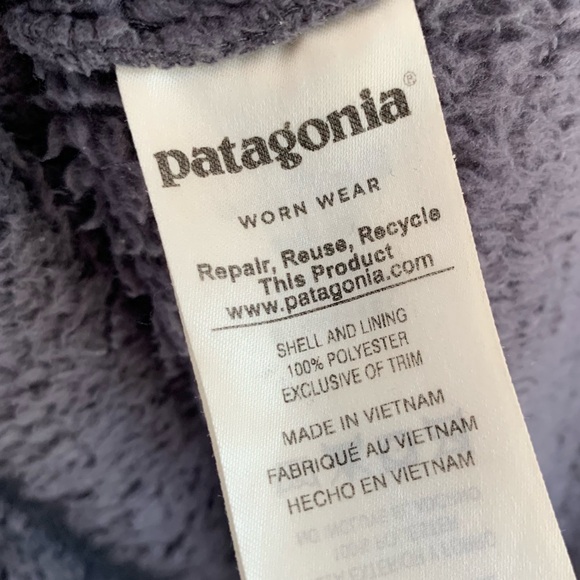 patagonia®
WORN WEAR
Repair, Reuse, Recycle
This Product
www.patagonia.com
SHELL AND LINING
100% POLYESTER
EXCLUSIVE OF TRIM
MADE IN VIETNAM
FABRIQUÉ AU VIETNAM
HECHO EN VIETNAM